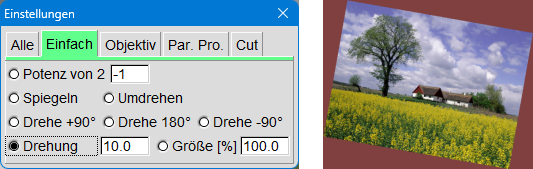 Einstellungen
Alle Einfach Objektiv Par. Pro. Cut
Potenz von 2 -1
Spiegeln Umdrehen
Drehe +90° Drehe 180° Drehe -90°
Drehung 10.0 Größe [%] 100.0